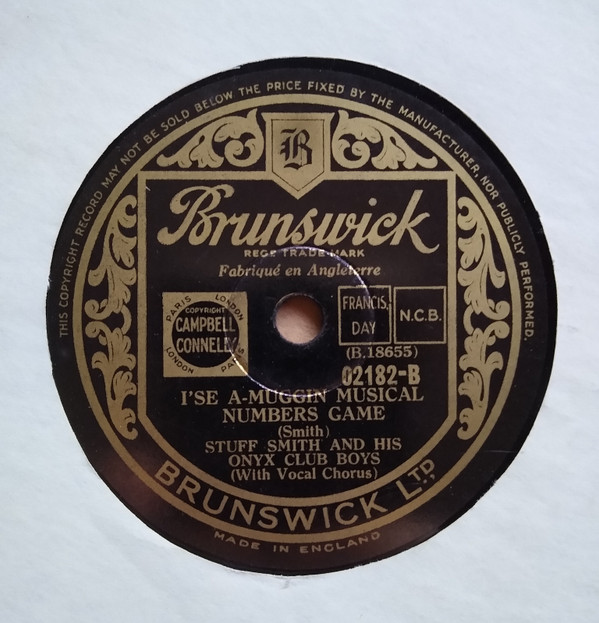 THIS COPYRIGHT RECORD MAY NOT BE SOLD BELOW THE PRICE FIXED BY THE MANUFACTURER, NOR PUBLICLY PERFORMED.
B
Brunswick
REGD TRADE MARK
Fabriqué en Angleterre
PARIS LONDON
COPYRIGHT
CAMPBELL
CONNELLY
LONDON PARIS
FRANCIS,
DAY
N.C.B.
(B.18655)
02182-B
I'SE A-MUGGIN MUSICAL
NUMBERS GAME
(Smith)
STUFF SMITH AND HIS
ONYX CLUB BOYS
(With Vocal Chorus)
BRUNSWICK LTD
MADE IN ENGLAND